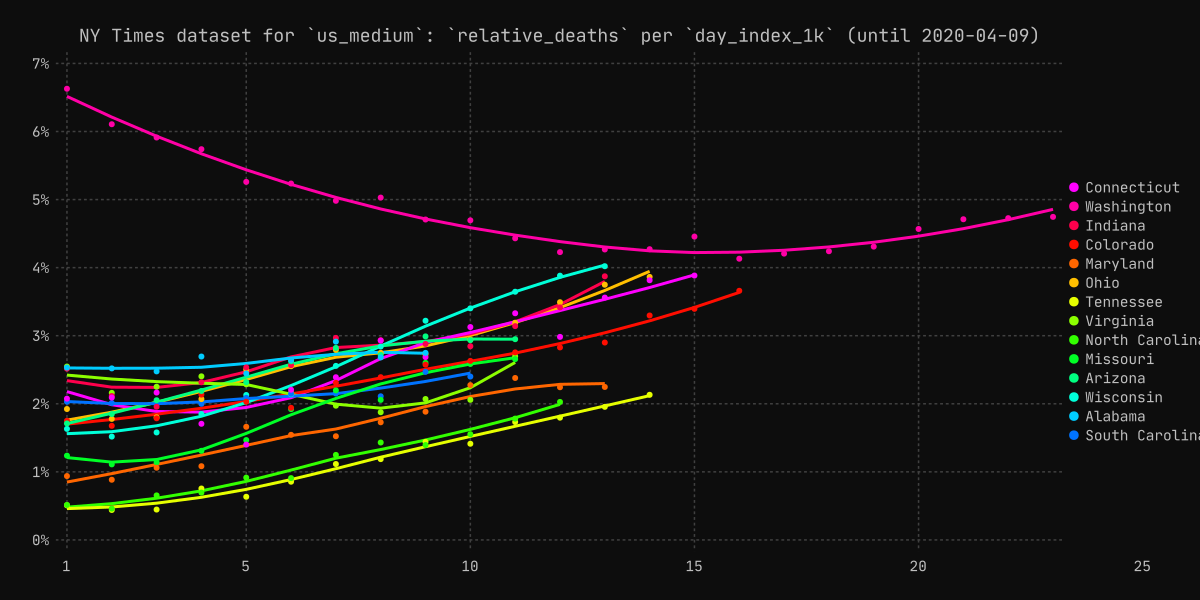 NY Times dataset for `us_medium`: `relative_deaths` per `day_index_1k` (until 2020-04-09)
7%
6%
5%
4%
3%
2%
1%
0%
1 5 10 15 20 25
Connecticut
Washington
Indiana
Colorado
Maryland
Ohio
Tennessee
Virginia
North Carolina
Missouri
Arizona
Wisconsin
Alabama
South Carolina